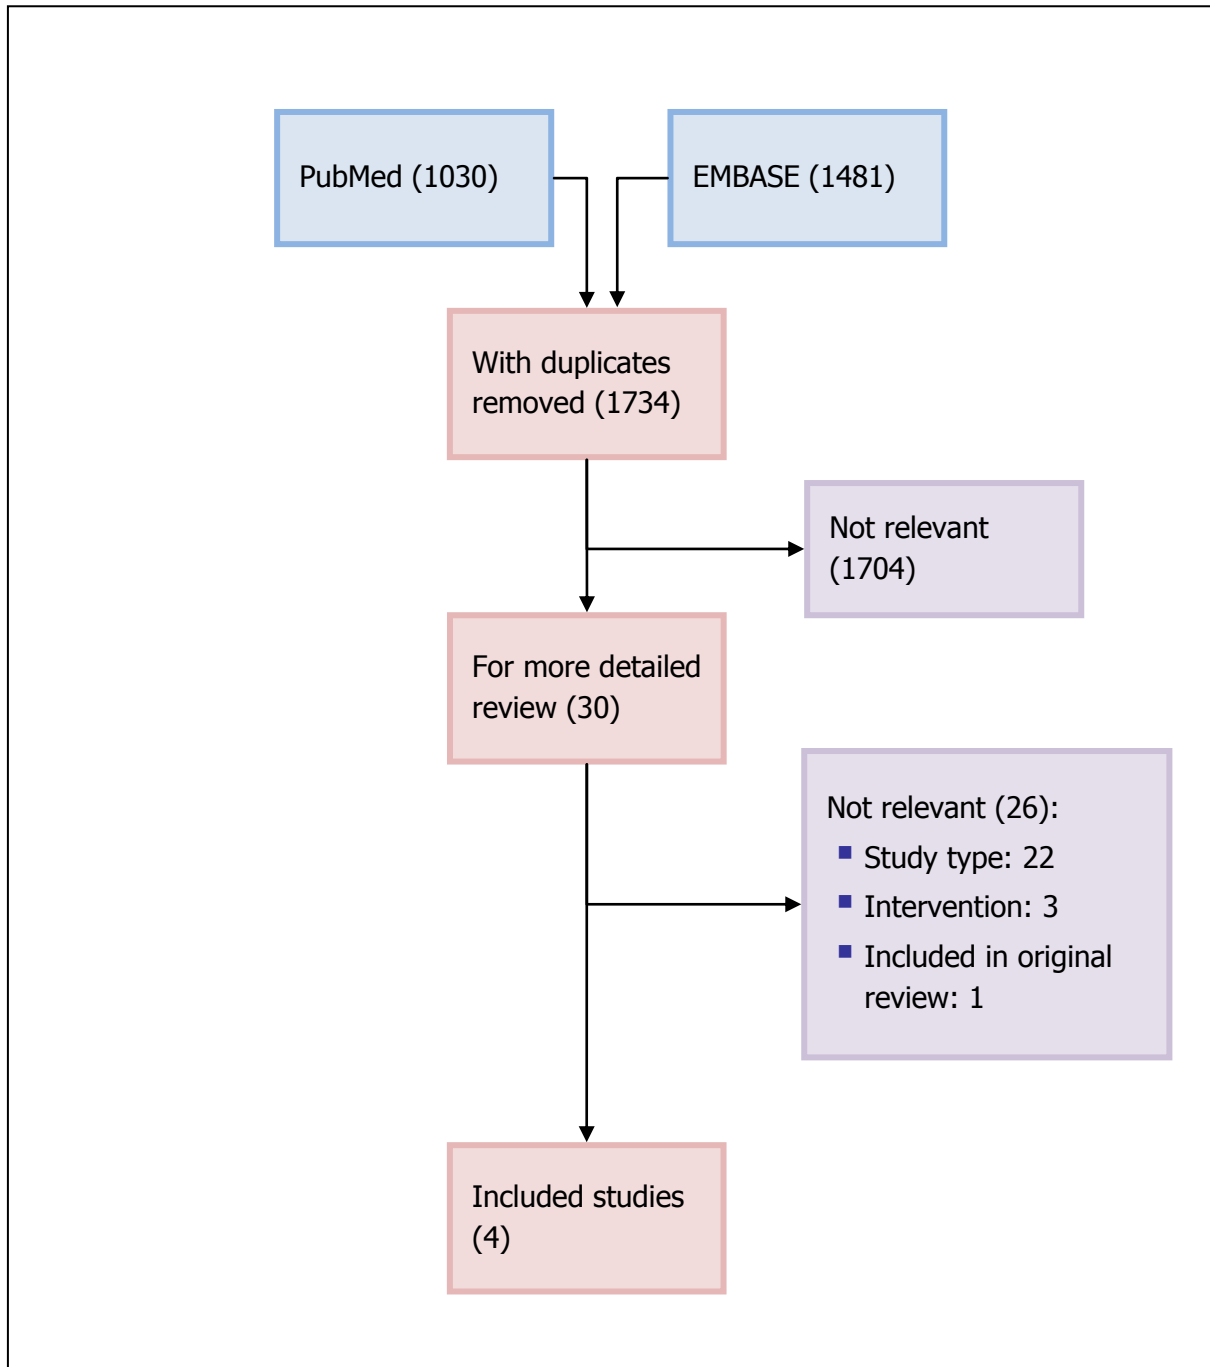 PubMed (1030)
EMBASE (1481)
With duplicates
removed (1734)
Not relevant
(1704)
For more detailed
review (30)
Not relevant (26):
▪ Study type: 22
▪ Intervention: 3
▪ Included in original
review: 1
Included studies
(4)